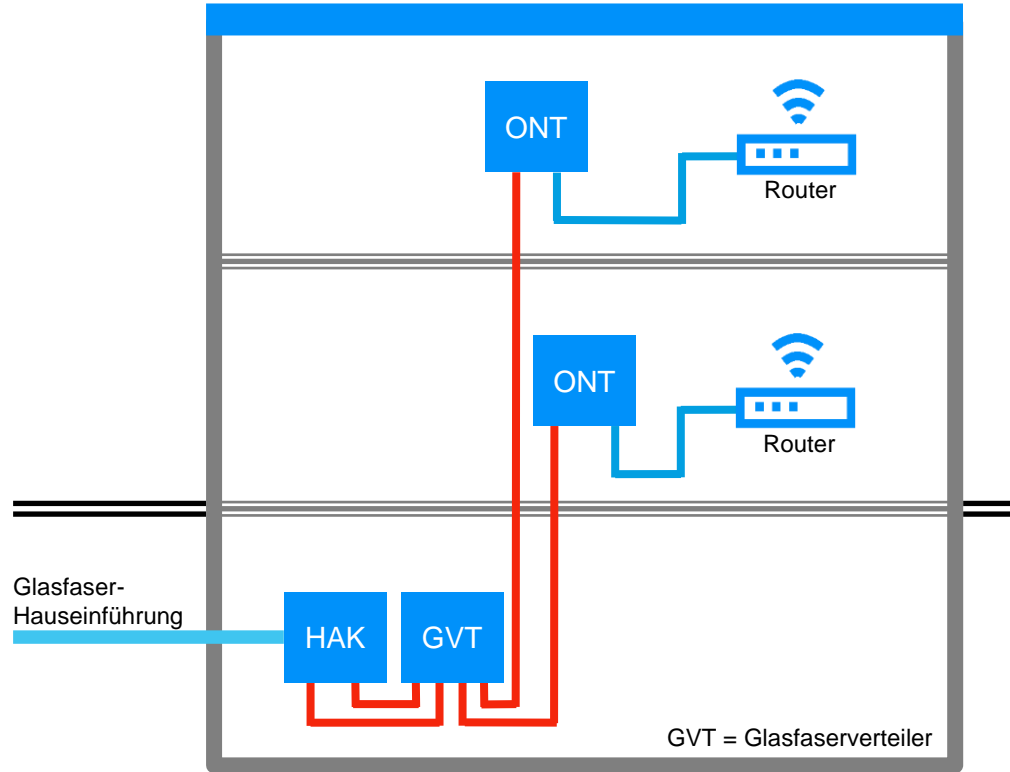 ONT
Router
ONT
Router
Glasfaser-
Hauseinführung
HAK
GVT
GVT = Glasfaserverteiler